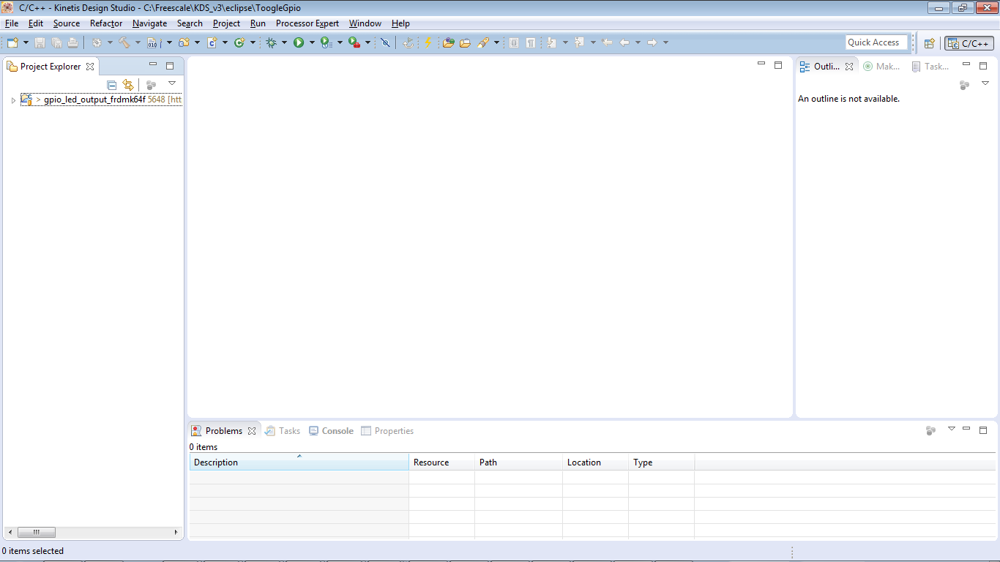 C/C++ - Kinetis Design Studio - C:\Freescale\KDS_v3\eclipse\ToogleGpio
File Edit Source Refactor Navigate Search Project Run Processor Expert Window Help
010 Quick Access C/C++
Project Explorer
> gpio_led_output_frdmk64f 5648 [htt
Outli... Mak... Task...
An outline is not available.
Problems Tasks Console Properties
0 items
Description Resource Path Location Type
0 items selected